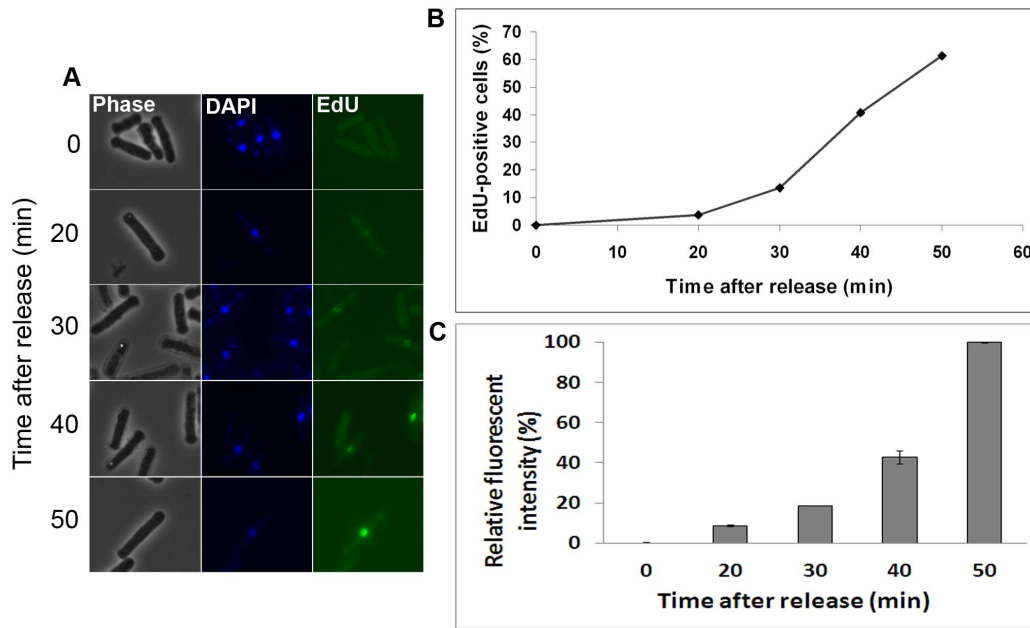 A
Phase DAPI EdU
0
20
30
40
50
Time after release (min)
B
EdU-positive cells (%)
70
60
50
40
30
20
10
0
0 10 20 30 40 50 60
Time after release (min)
C
Relative fluorescent
intensity (%)
100
80
60
40
20
0
0 20 30 40 50
Time after release (min)